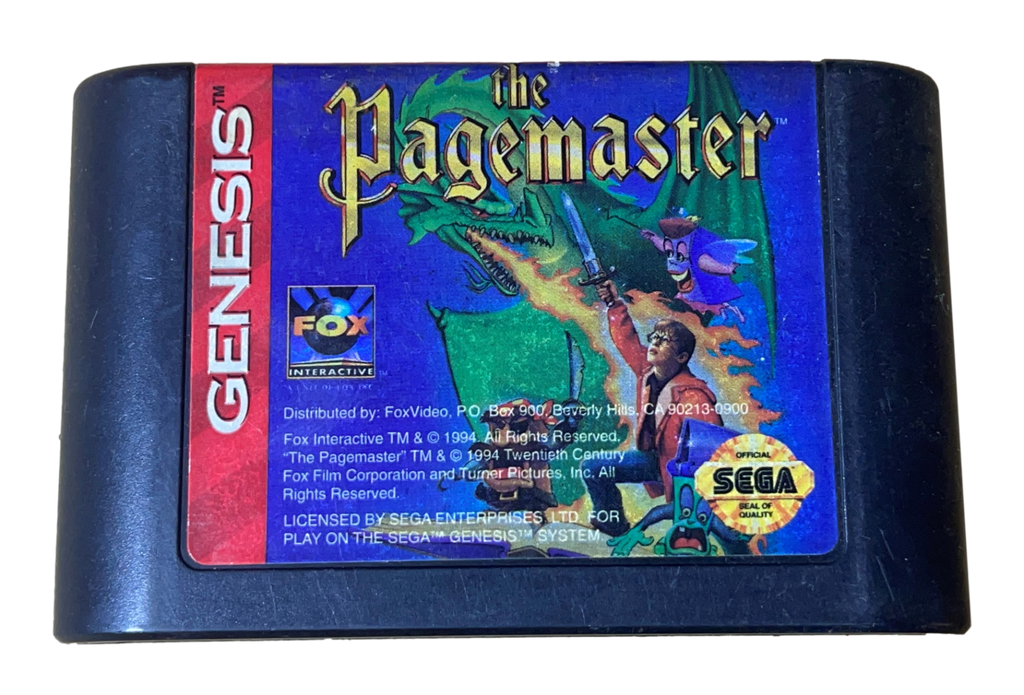 GENESIS™
the
Pagemaster™
FOX
INTERACTIVE™
Distributed by: FoxVideo, P.O. Box 900, Beverly Hills, CA 90213-0900
Fox Interactive TM & © 1994. All Rights Reserved.
"The Pagemaster" TM & © 1994 Twentieth Century
Fox Film Corporation and Turner Pictures, Inc. All
Rights Reserved.
LICENSED BY SEGA ENTERPRISES, LTD. FOR
PLAY ON THE SEGA™ GENESIS™ SYSTEM.
OFFICIAL
SEGA
SEAL OF
QUALITY